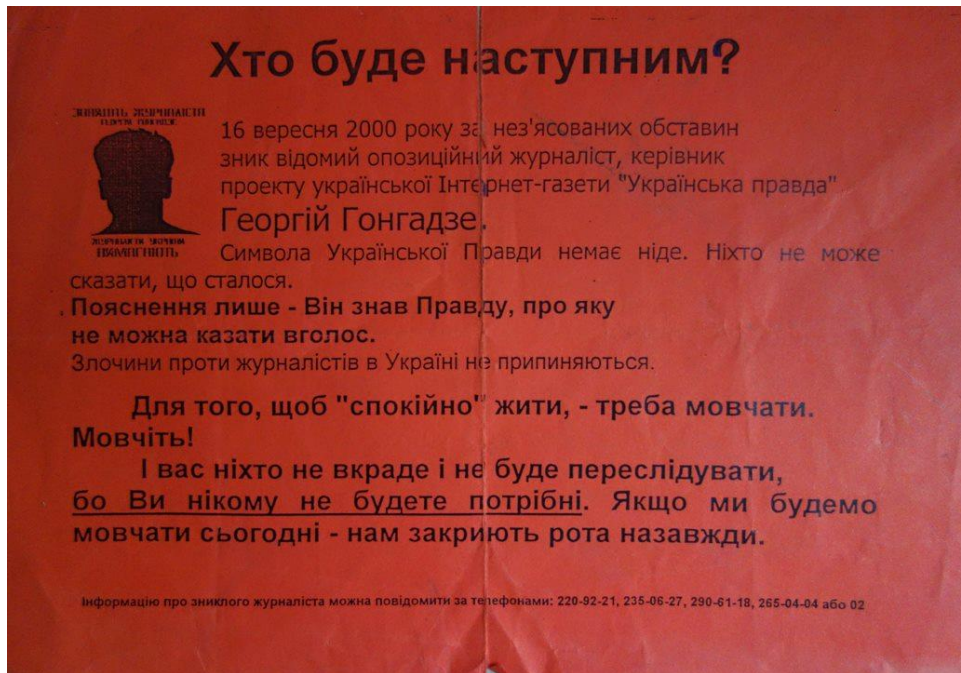 Хто буде наступним?
ЗНАЙДІТЬ ЖУРНАЛІСТА
16 вересня 2000 року за нез'ясованих обставин
зник відомий опозиційний журналіст, керівник
проекту української Інтернет-газети "Українська правда"
Георгій Гонгадзе.
ЖУРНАЛІСТИ УКРАЇНИ
ВИМАГАЮТЬ
Символа Української Правди немає ніде. Ніхто не може
сказати, що сталося.
Пояснення лише - Він знав Правду, про яку
не можна казати вголос.
Злочини проти журналістів в Україні не припиняються.
Для того, щоб "спокійно" жити, - треба мовчати.
Мовчіть!
І вас ніхто не вкраде і не буде переслідувати,
бо Ви нікому не будете потрібні. Якщо ми будемо
мовчати сьогодні - нам закриють рота назавжди.
Інформацію про зниклого журналіста можна повідомити за телефонами: 220-92-21, 235-06-27, 290-61-18, 265-04-04 або 02